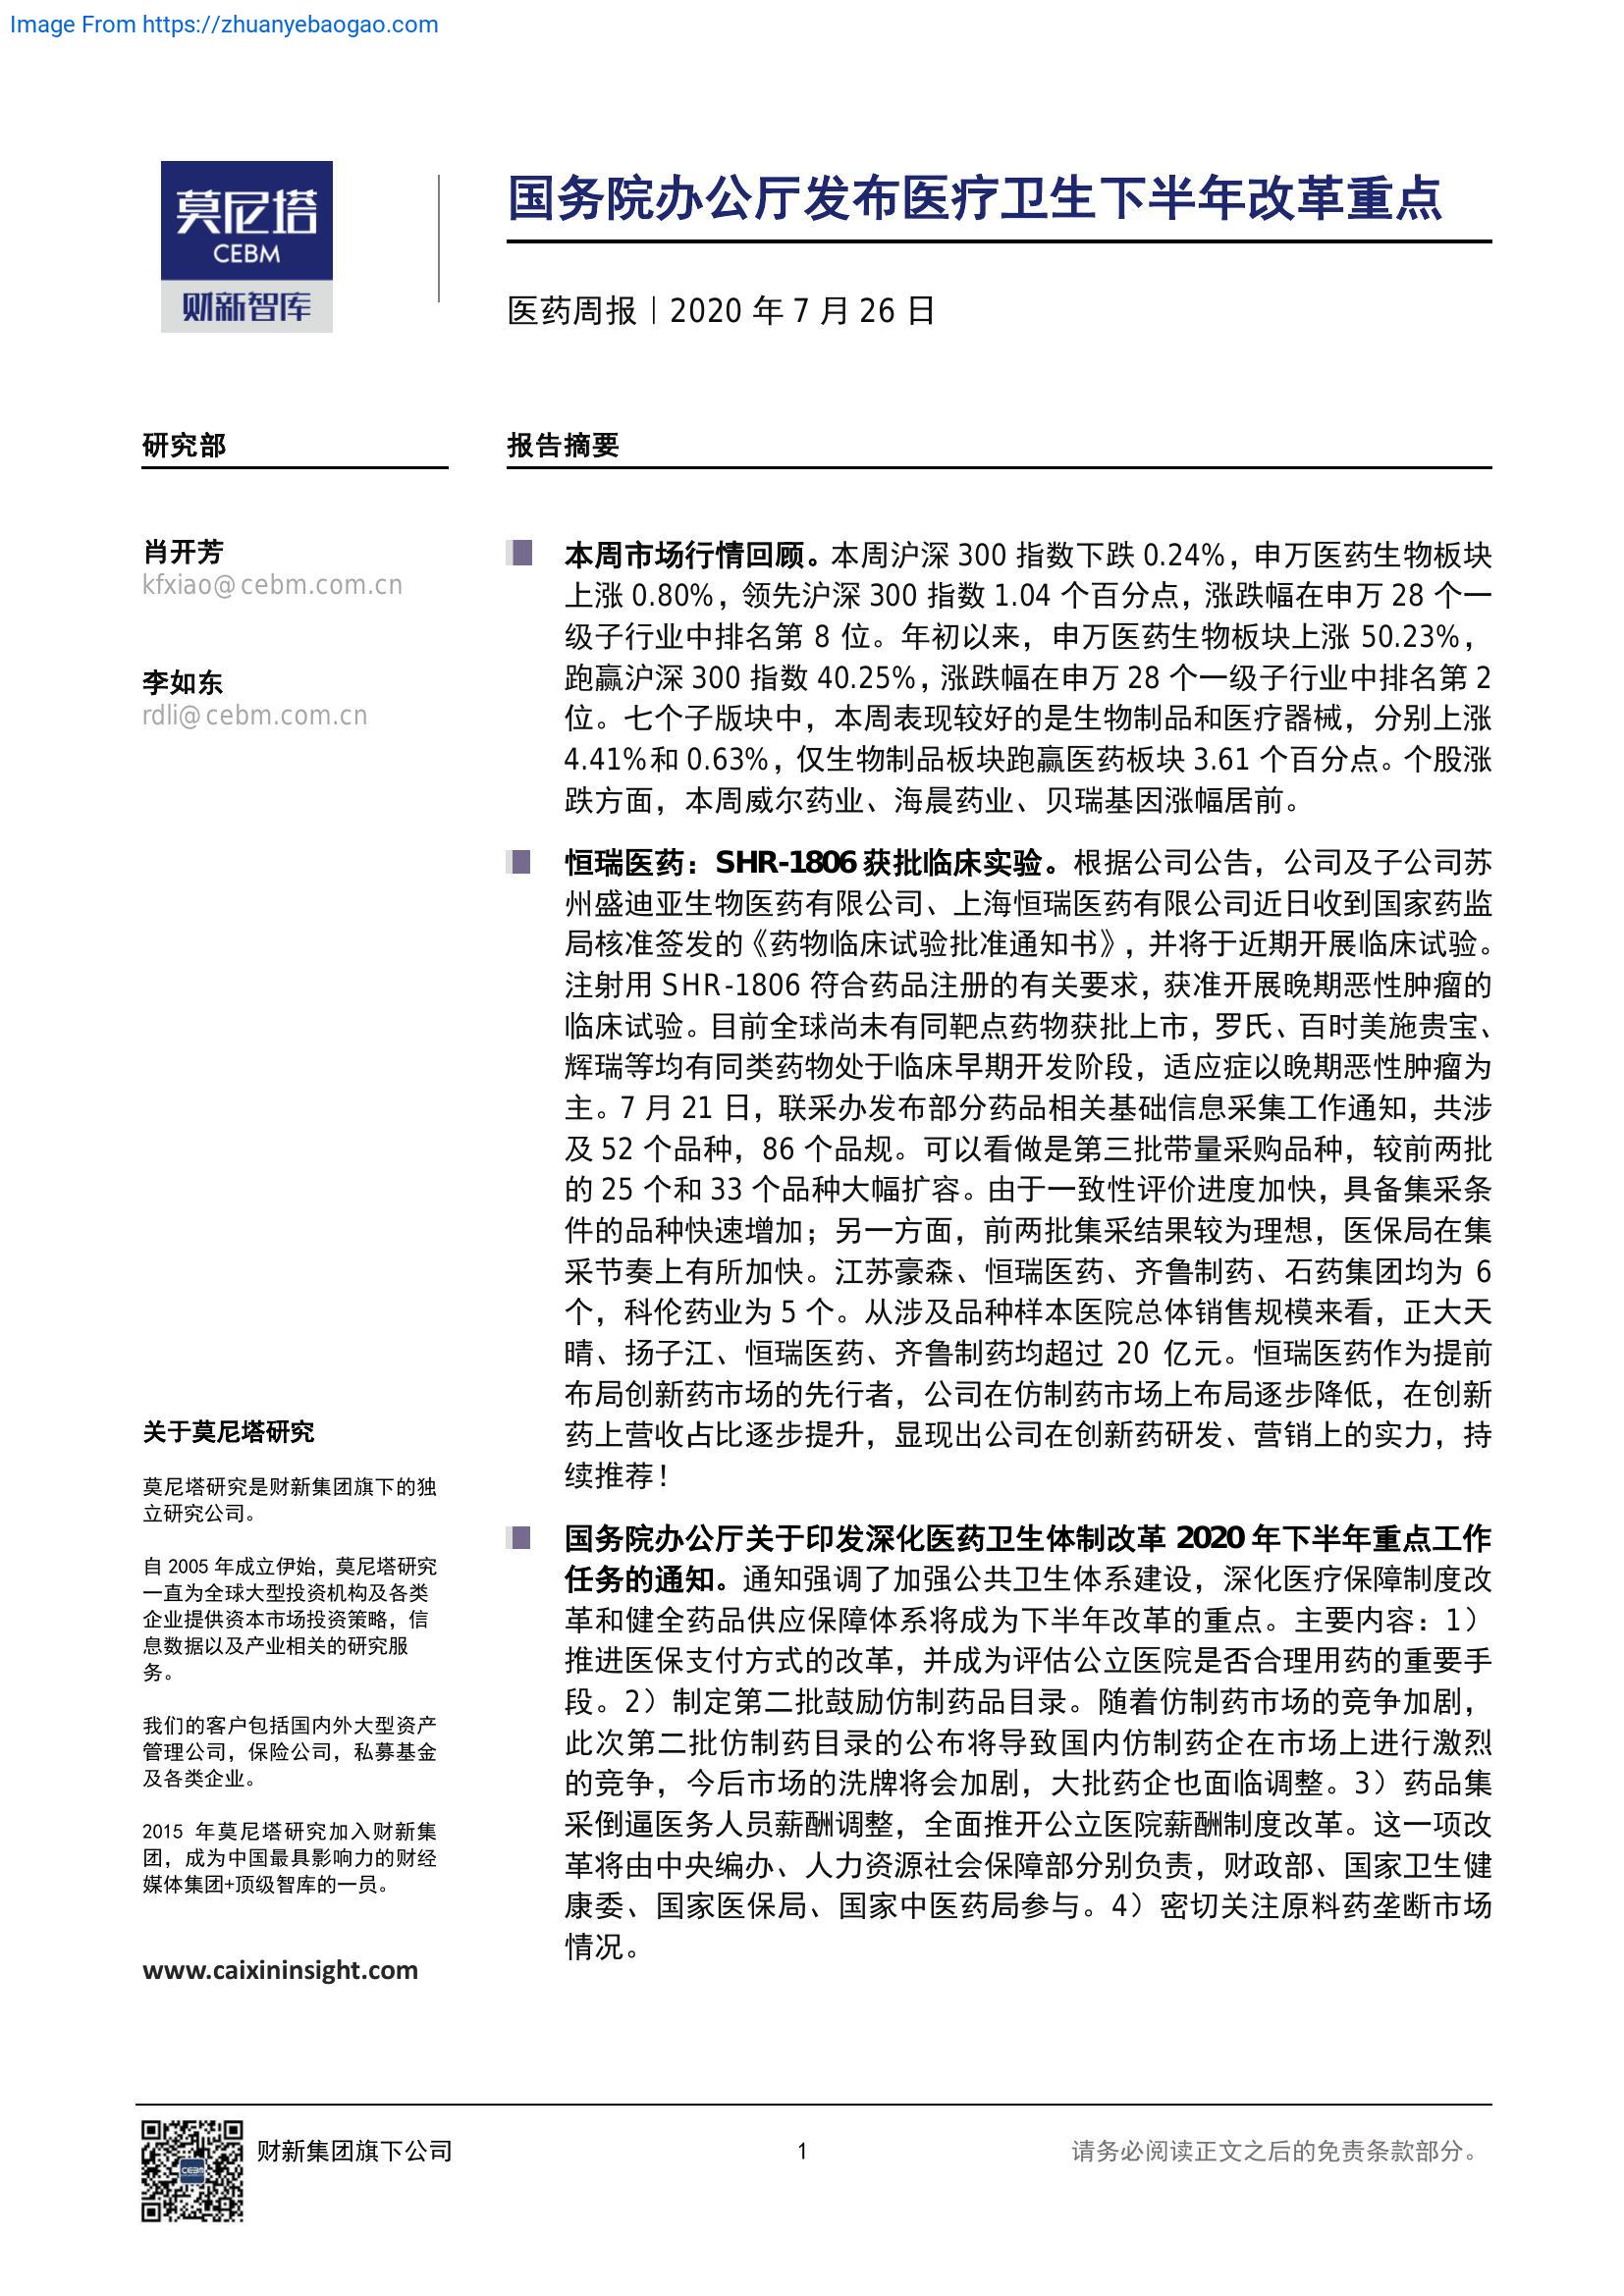 Image From https://zhuanyebaogao.com
莫尼塔
CEBM
财新智库
国务院办公厅发布医疗卫生下半年改革重点
医药周报｜2020 年 7 月 26 日
研究部
肖开芳
kfxiao@cebm.com.cn
李如东
rdli@cebm.com.cn
关于莫尼塔研究
莫尼塔研究是财新集团旗下的独
立研究公司。
自 2005 年成立伊始，莫尼塔研究
一直为全球大型投资机构及各类
企业提供资本市场投资策略，信
息数据以及产业相关的研究服
务。
我们的客户包括国内外大型资产
管理公司，保险公司，私募基金
及各类企业。
2015 年莫尼塔研究加入财新集
团，成为中国最具影响力的财经
媒体集团+顶级智库的一员。
www.caixininsight.com
报告摘要
本周市场行情回顾。本周沪深 300 指数下跌 0.24%，申万医药生物板块
上涨 0.80%，领先沪深 300 指数 1.04 个百分点，涨跌幅在申万 28 个一
级子行业中排名第 8 位。年初以来，申万医药生物板块上涨 50.23%，
跑赢沪深 300 指数 40.25%，涨跌幅在申万 28 个一级子行业中排名第 2
位。七个子版块中，本周表现较好的是生物制品和医疗器械，分别上涨
4.41%和 0.63%，仅生物制品板块跑赢医药板块 3.61 个百分点。个股涨
跌方面，本周威尔药业、海晨药业、贝瑞基因涨幅居前。
恒瑞医药：SHR-1806 获批临床实验。根据公司公告，公司及子公司苏
州盛迪亚生物医药有限公司、上海恒瑞医药有限公司近日收到国家药监
局核准签发的《药物临床试验批准通知书》，并将于近期开展临床试验。
注射用 SHR-1806 符合药品注册的有关要求，获准开展晚期恶性肿瘤的
临床试验。目前全球尚未有同靶点药物获批上市，罗氏、百时美施贵宝、
辉瑞等均有同类药物处于临床早期开发阶段，适应症以晚期恶性肿瘤为
主。7 月 21 日，联采办发布部分药品相关基础信息采集工作通知，共涉
及 52 个品种，86 个品规。可以看做是第三批带量采购品种，较前两批
的 25 个和 33 个品种大幅扩容。由于一致性评价进度加快，具备集采条
件的品种快速增加；另一方面，前两批集采结果较为理想，医保局在集
采节奏上有所加快。江苏豪森、恒瑞医药、齐鲁制药、石药集团均为 6
个，科伦药业为 5 个。从涉及品种样本医院总体销售规模来看，正大天
晴、扬子江、恒瑞医药、齐鲁制药均超过 20 亿元。恒瑞医药作为提前
布局创新药市场的先行者，公司在仿制药市场上布局逐步降低，在创新
药上营收占比逐步提升，显现出公司在创新药研发、营销上的实力，持
续推荐！
国务院办公厅关于印发深化医药卫生体制改革 2020 年下半年重点工作
任务的通知。通知强调了加强公共卫生体系建设，深化医疗保障制度改
革和健全药品供应保障体系将成为下半年改革的重点。主要内容：1）
推进医保支付方式的改革，并成为评估公立医院是否合理用药的重要手
段。2）制定第二批鼓励仿制药品目录。随着仿制药市场的竞争加剧，
此次第二批仿制药目录的公布将导致国内仿制药企在市场上进行激烈
的竞争，今后市场的洗牌将会加剧，大批药企也面临调整。3）药品集
采倒逼医务人员薪酬调整，全面推开公立医院薪酬制度改革。这一项改
革将由中央编办、人力资源社会保障部分别负责，财政部、国家卫生健
康委、国家医保局、国家中医药局参与。4）密切关注原料药垄断市场
情况。
CEBM
财新集团旗下公司
1
请务必阅读正文之后的免责条款部分。